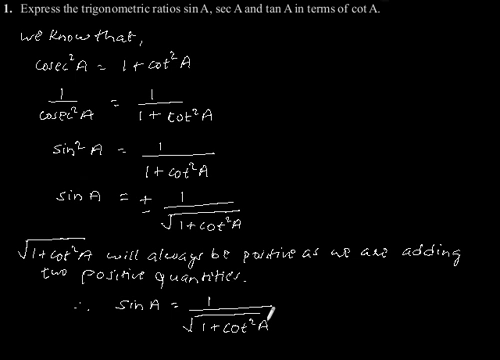 1. Express the trigonometric ratios sin A, sec A and tan A in terms of cot A.
We know that,
cosec²A = 1 + cot²A
1/cosec²A = 1/(1 + cot²A)
sin²A = 1/(1 + cot²A)
sin A = ± 1/√(1 + cot²A)
√(1 + cot²A) will always be positive as we are adding
two positive quantities.
∴ sin A = 1/√(1 + cot²A)